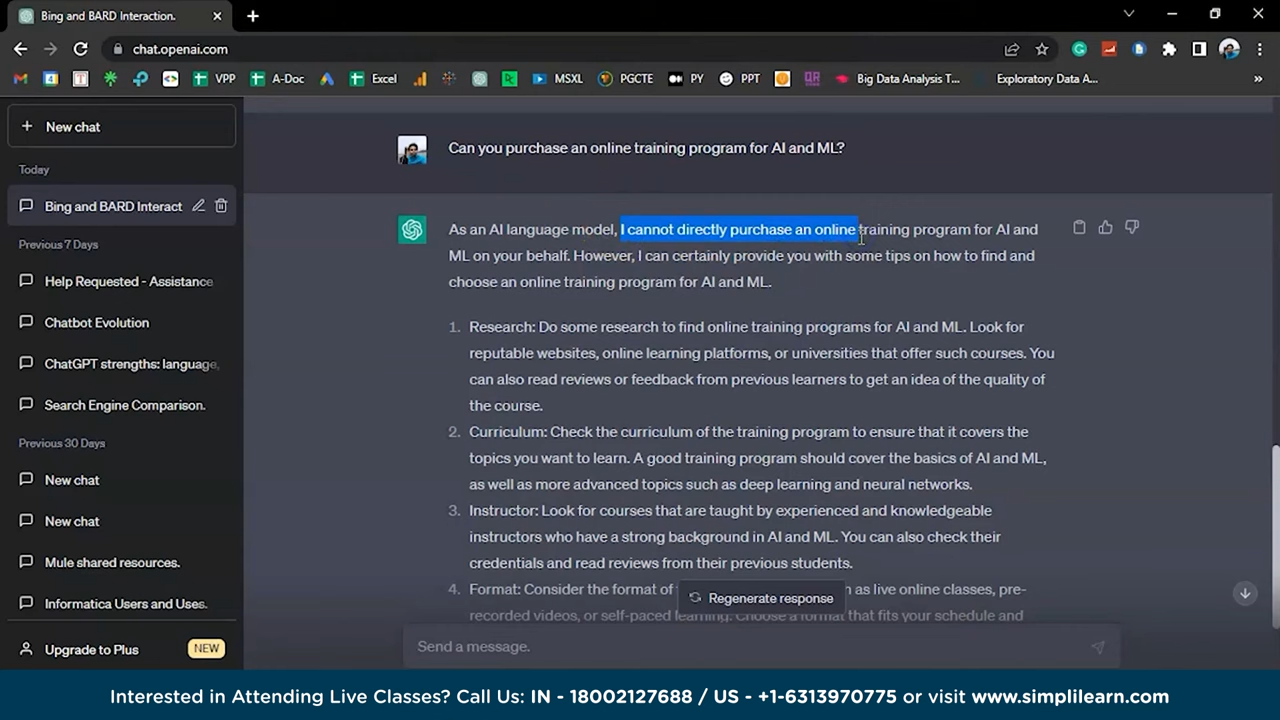 Bing and BARD Interaction.
chat.openai.com
VPP
A-Doc
Excel
MSXL
PGCTE
PY
PPT
QR
Big Data Analysis T...
Exploratory Data A...
»
+ New chat
Today
Bing and BARD Interact
Previous 7 Days
Help Requested - Assistance
Chatbot Evolution
ChatGPT strengths: language,
Search Engine Comparison.
Previous 30 Days
New chat
New chat
Mule shared resources.
Informatica Users and Uses.
Upgrade to Plus NEW
Can you purchase an online training program for AI and ML?
As an AI language model, I cannot directly purchase an online training program for AI and
ML on your behalf. However, I can certainly provide you with some tips on how to find and
choose an online training program for AI and ML.
1. Research: Do some research to find online training programs for AI and ML. Look for
reputable websites, online learning platforms, or universities that offer such courses. You
can also read reviews or feedback from previous learners to get an idea of the quality of
the course.
2. Curriculum: Check the curriculum of the training program to ensure that it covers the
topics you want to learn. A good training program should cover the basics of AI and ML,
as well as more advanced topics such as deep learning and neural networks.
3. Instructor: Look for courses that are taught by experienced and knowledgeable
instructors who have a strong background in AI and ML. You can also check their
credentials and read reviews from their previous students.
4. Format: Consider the format of as live online classes, pre-
Regenerate response
recorded videos, or self-paced learning. Choose a format that fits your schedule and
Send a message.
Interested in Attending Live Classes? Call Us: IN - 18002127688 / US - +1-6313970775 or visit www.simplilearn.com